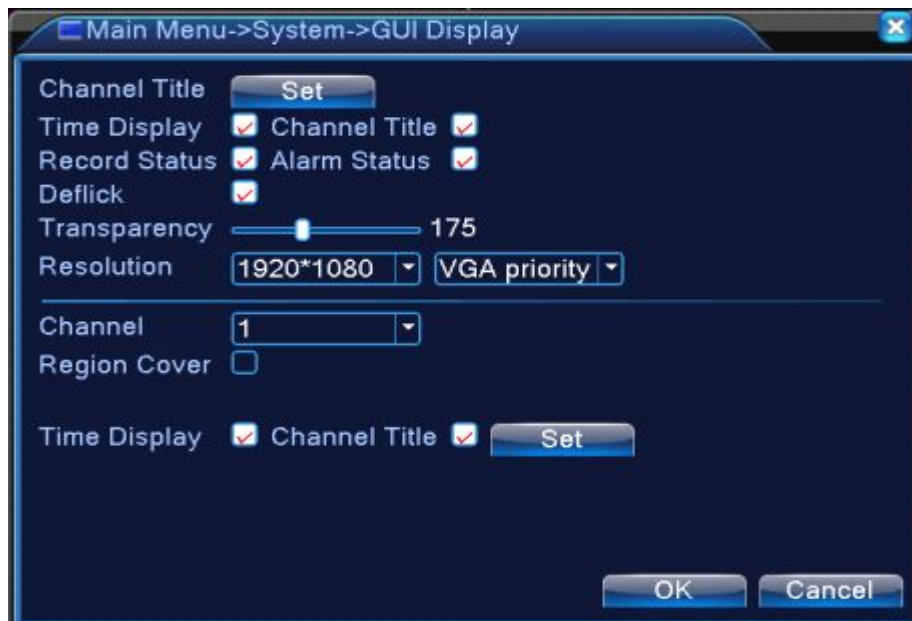 Main Menu->System->GUI Display
Channel Title Set
Time Display Channel Title
Record Status Alarm Status
Deflick
Transparency 175
Resolution 1920*1080 VGA priority
Channel 1
Region Cover
Time Display Channel Title Set
OK Cancel